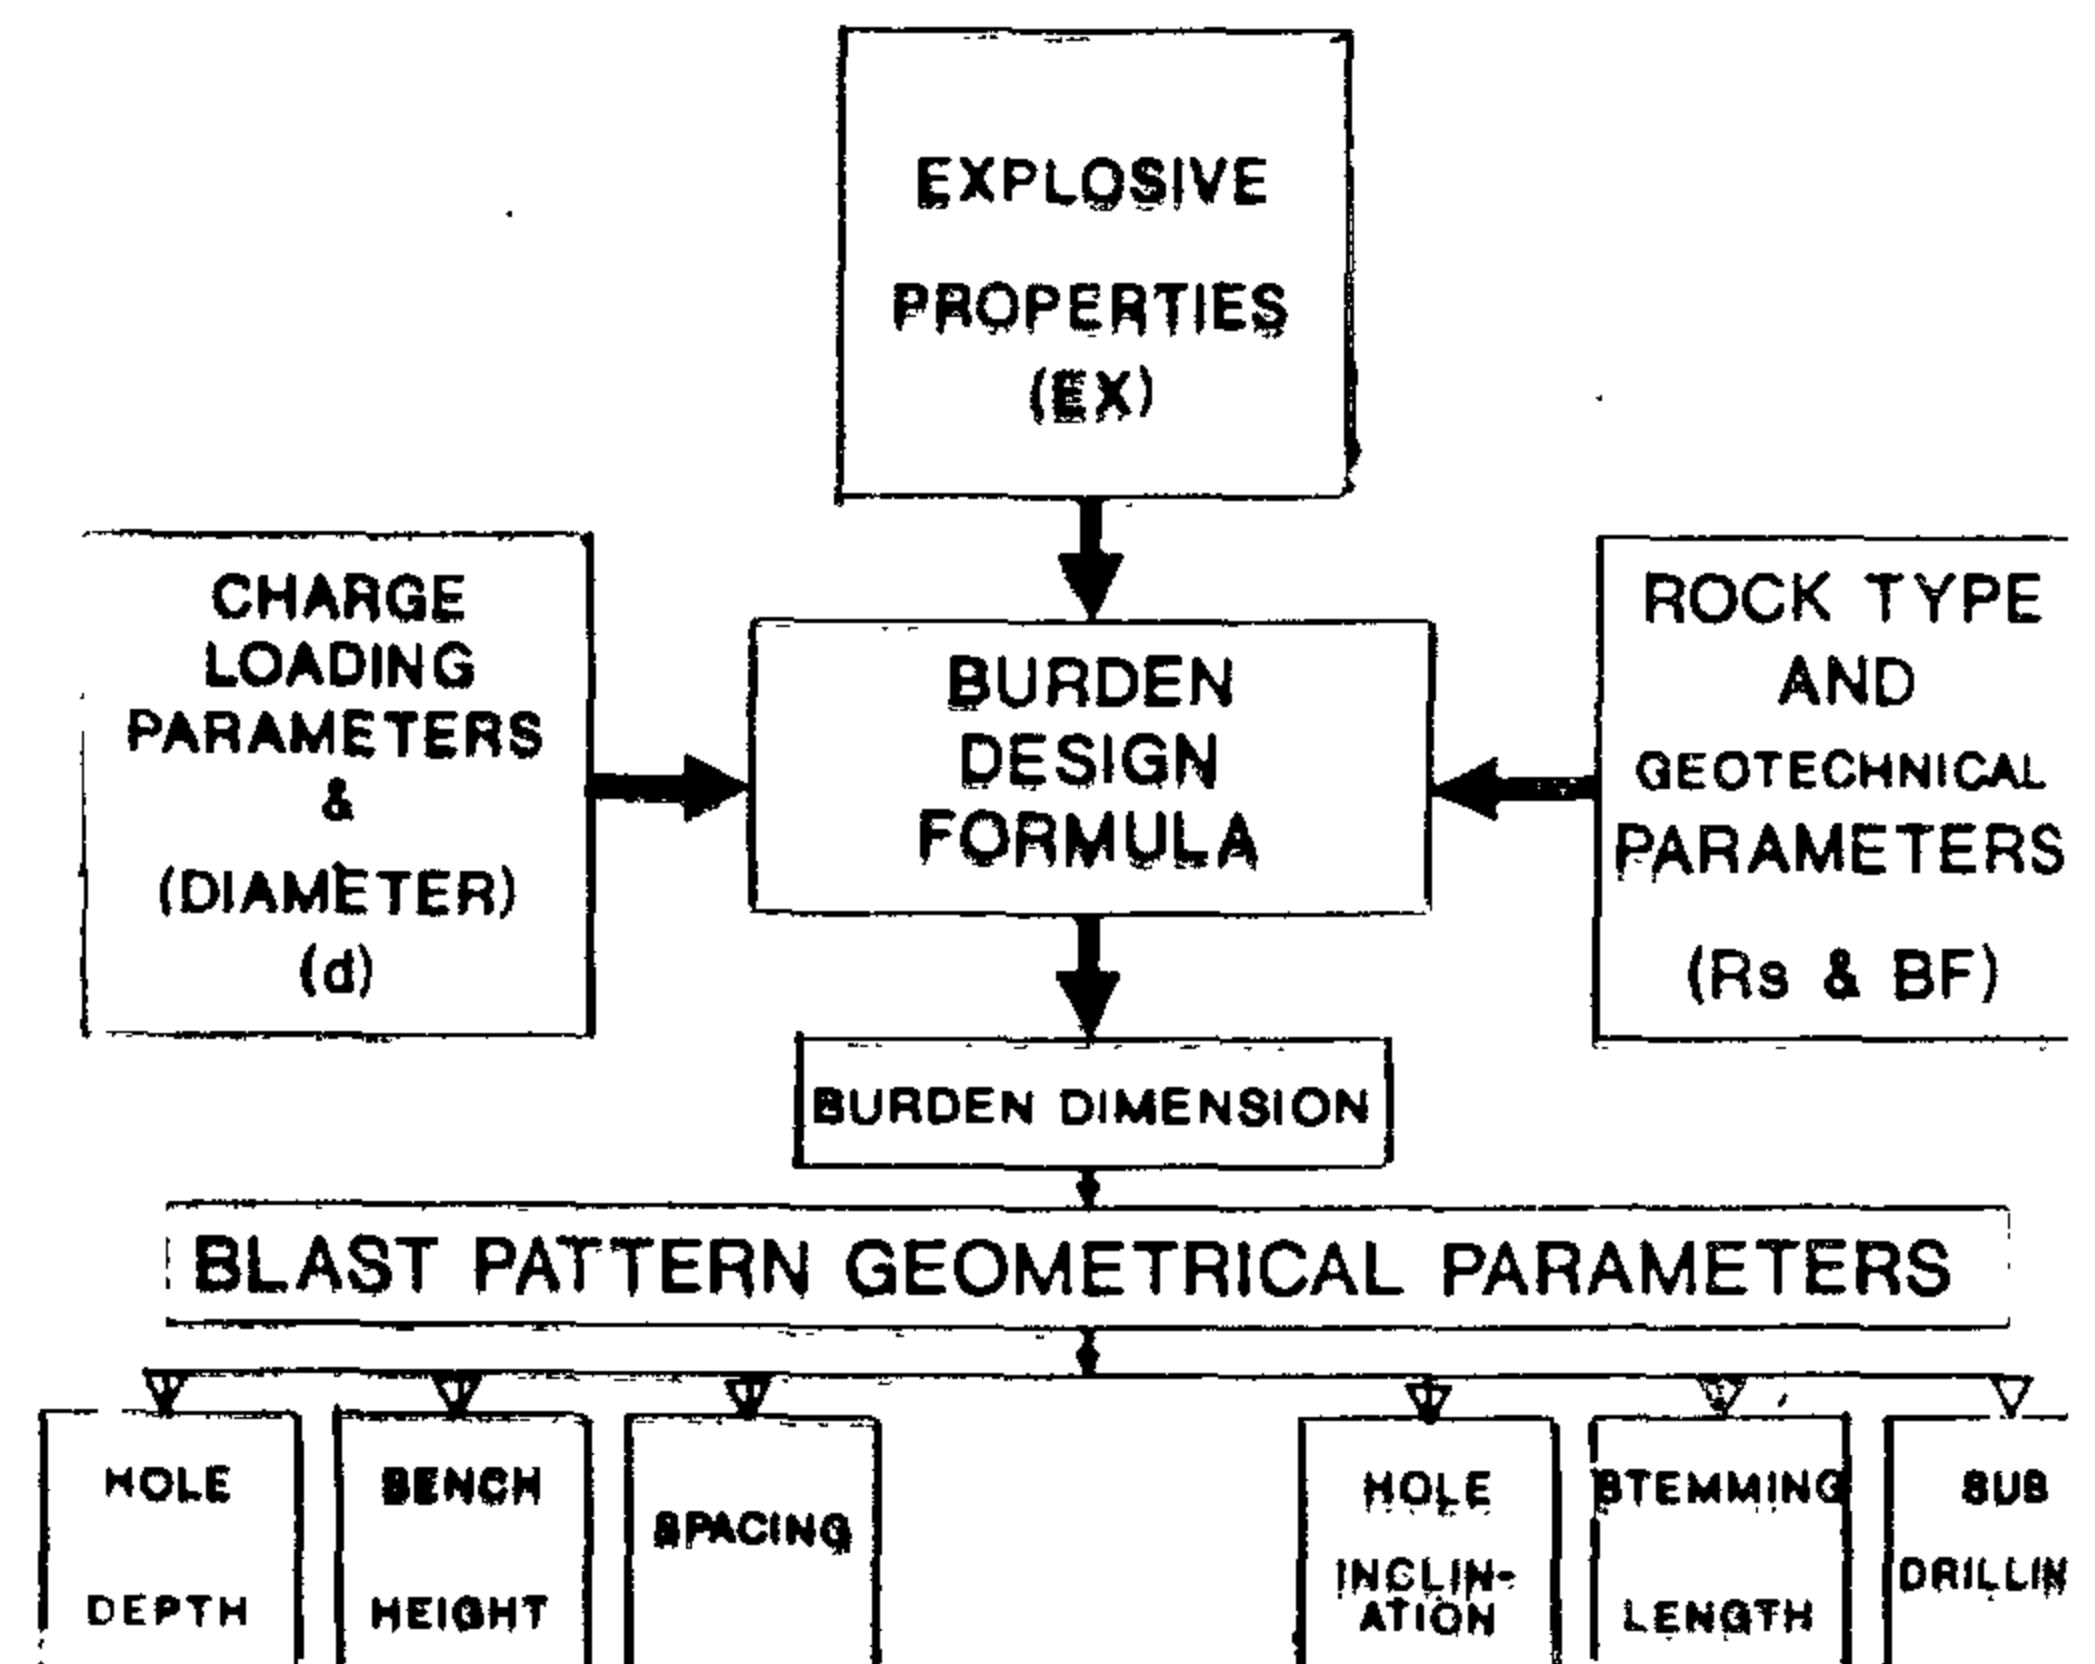 EXPLOSIVE
PROPERTIES
(EX)
CHARGE
LOADING
PARAMETERS
&
(DIAMETER)
(d)
BURDEN
DESIGN
FORMULA
ROCK TYPE
AND
GEOTECHNICAL
PARAMETERS
(Rs & BF)
BURDEN DIMENSION
BLAST PATTERN GEOMETRICAL PARAMETERS
HOLE
DEPTH
BENCH
HEIGHT
SPACING
HOLE
INCLIN-
ATION
STEMMING
LENGTH
SUB
DRILLIN